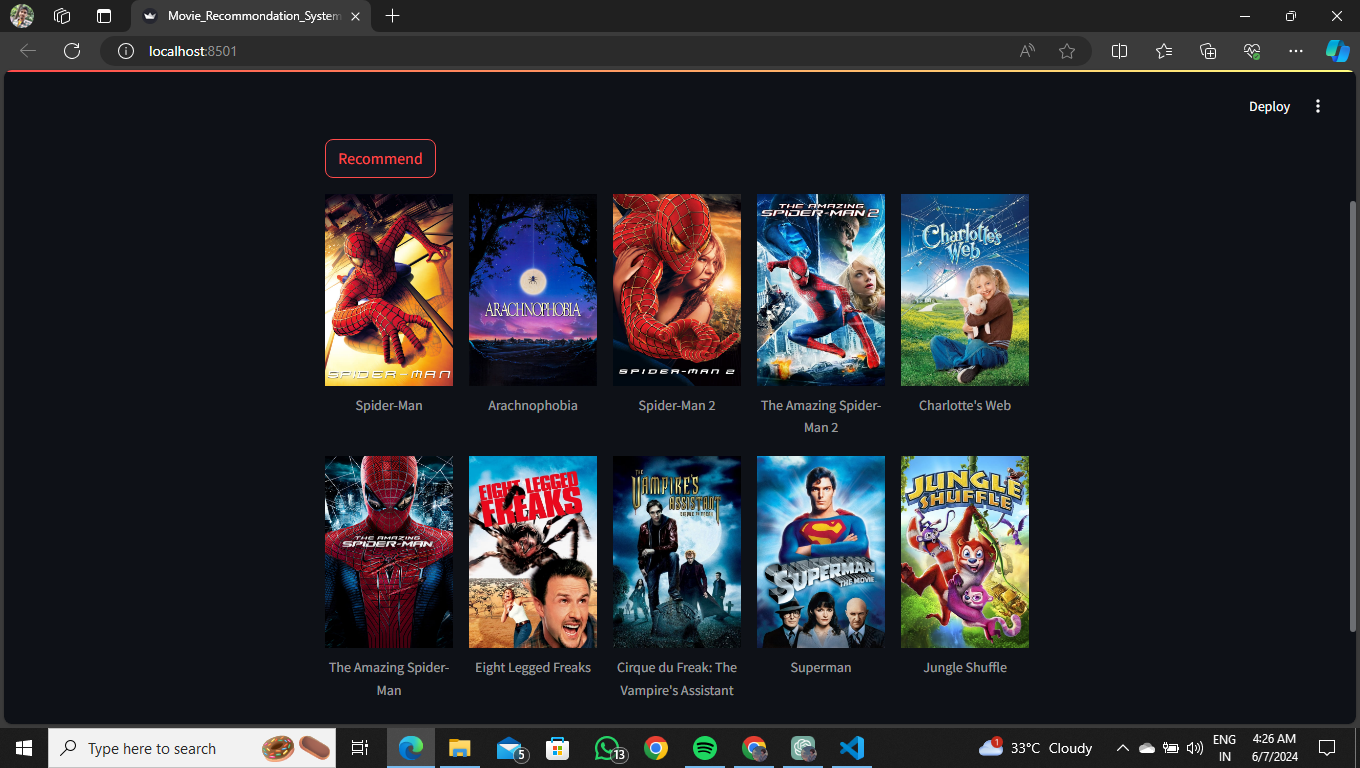 Movie_Recommondation_System
localhost:8501
Deploy
Recommend
SPIDER-MAN
ARACHNOPHOBIA
SPIDER-MAN 2
THE AMAZING
SPIDER-MAN 2
Charlotte's
Web
Spider-Man
Arachnophobia
Spider-Man 2
The Amazing Spider-
Man 2
Charlotte's Web
THE AMAZING
SPIDER-MAN
EIGHT LEGGED
FREAKS
THE
VAMPIRE'S
ASSISTANT
SUPERMAN
THE MOVIE
JUNGLE
SHUFFLE
The Amazing Spider-
Man
Eight Legged Freaks
Cirque du Freak: The
Vampire's Assistant
Superman
Jungle Shuffle
Type here to search
5
13
1
33°C Cloudy
ENG
IN
4:26 AM
6/7/2024